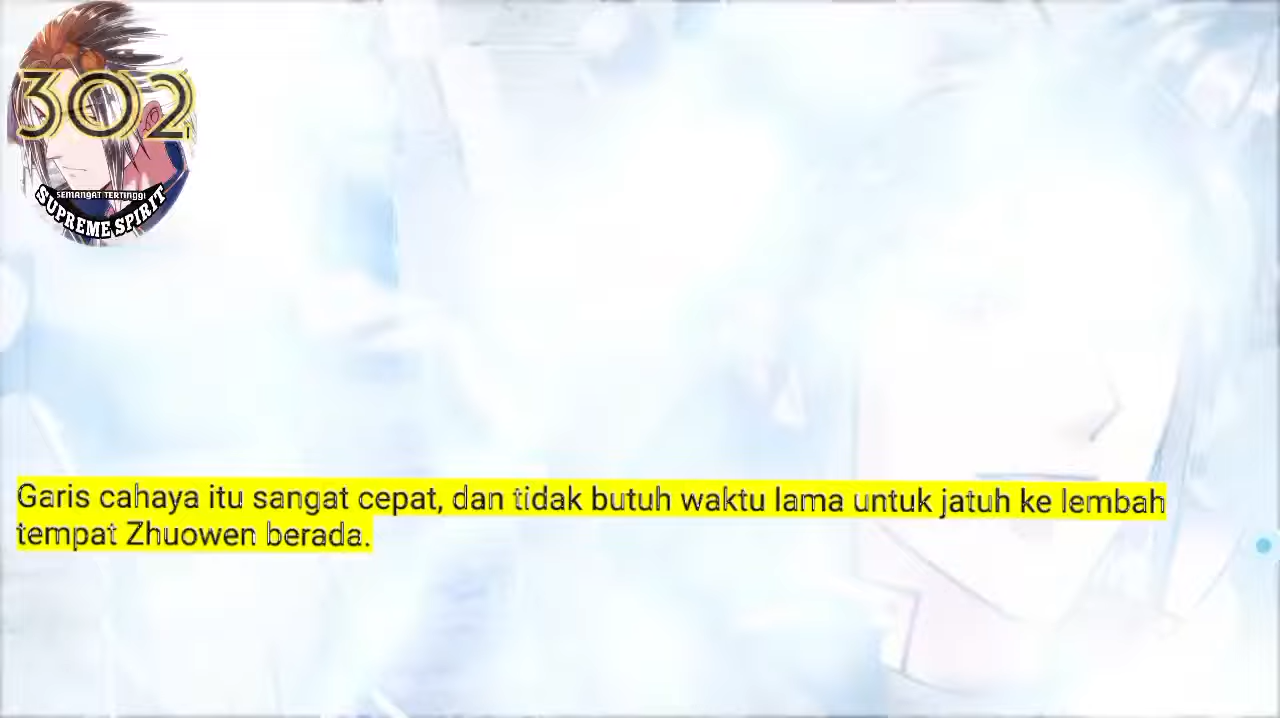 302
SEMANGAT TERTINGGI
SUPREME SPIRIT
Garis cahaya itu sangat cepat, dan tidak butuh waktu lama untuk jatuh ke lembah
tempat Zhuowen berada.